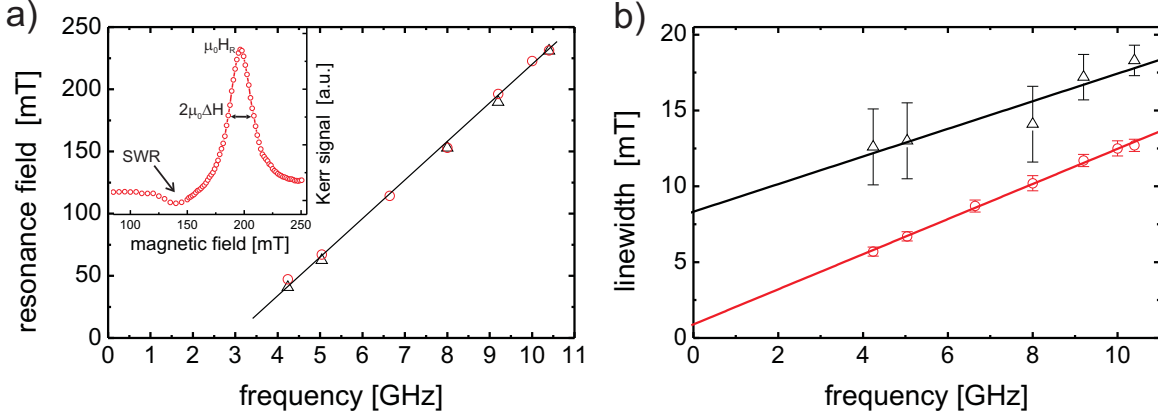 a)
250
200
150
100
50
0
resonance field [mT]
0 1 2 3 4 5 6 7 8 9 10 11
frequency [GHz]
μ₀H_R
2μ₀ΔH
SWR
Kerr signal [a.u.]
100 150 200 250
magnetic field [mT]
b)
20
15
10
5
0
linewidth [mT]
0 2 4 6 8 10
frequency [GHz]